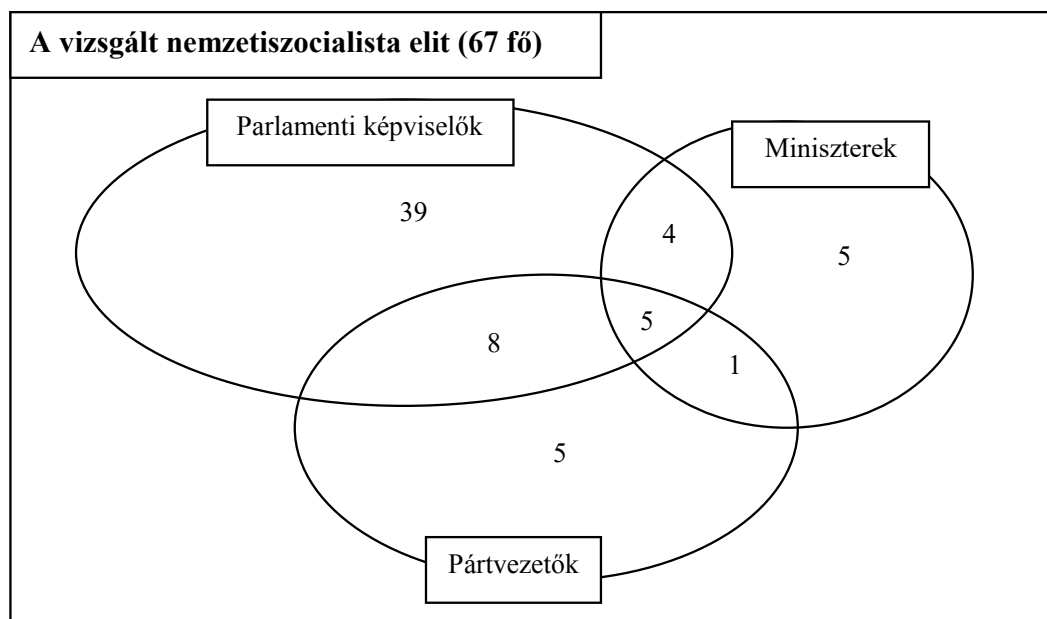 A vizsgált nemzetiszocialista elit (67 fő)
Parlamenti képviselők
Miniszterek
39
4
5
8
5
1
5
Pártvezetők